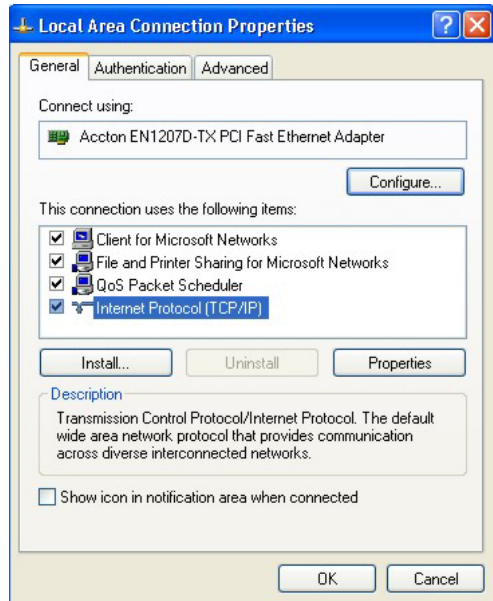 Local Area Connection Properties
General Authentication Advanced
Connect using:
Accton EN1207D-TX PCI Fast Ethernet Adapter
Configure...
This connection uses the following items:
Client for Microsoft Networks
File and Printer Sharing for Microsoft Networks
QoS Packet Scheduler
Internet Protocol (TCP/IP)
Install... Uninstall Properties
Description
Transmission Control Protocol/Internet Protocol. The default
wide area network protocol that provides communication
across diverse interconnected networks.
Show icon in notification area when connected
OK Cancel